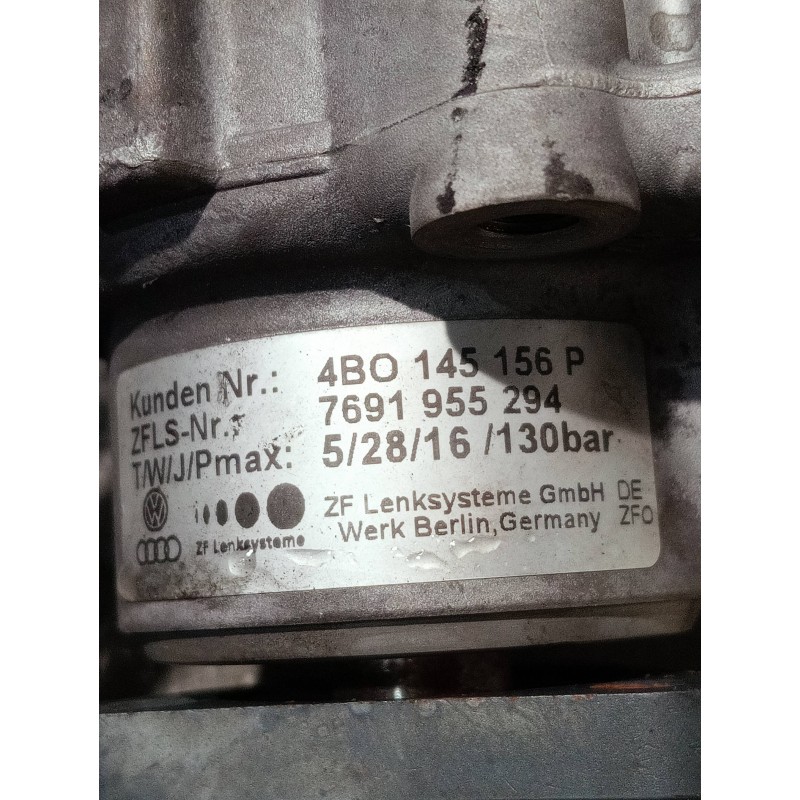 Kunden Nr.: 4BO 145 156 P
ZFLS-Nr.: 7691 955 294
T/W/J/Pmax: 5/28/16 /130bar
ZF Lenksysteme GmbH DE
Werk Berlin,Germany ZFO
ZF Lenksysteme